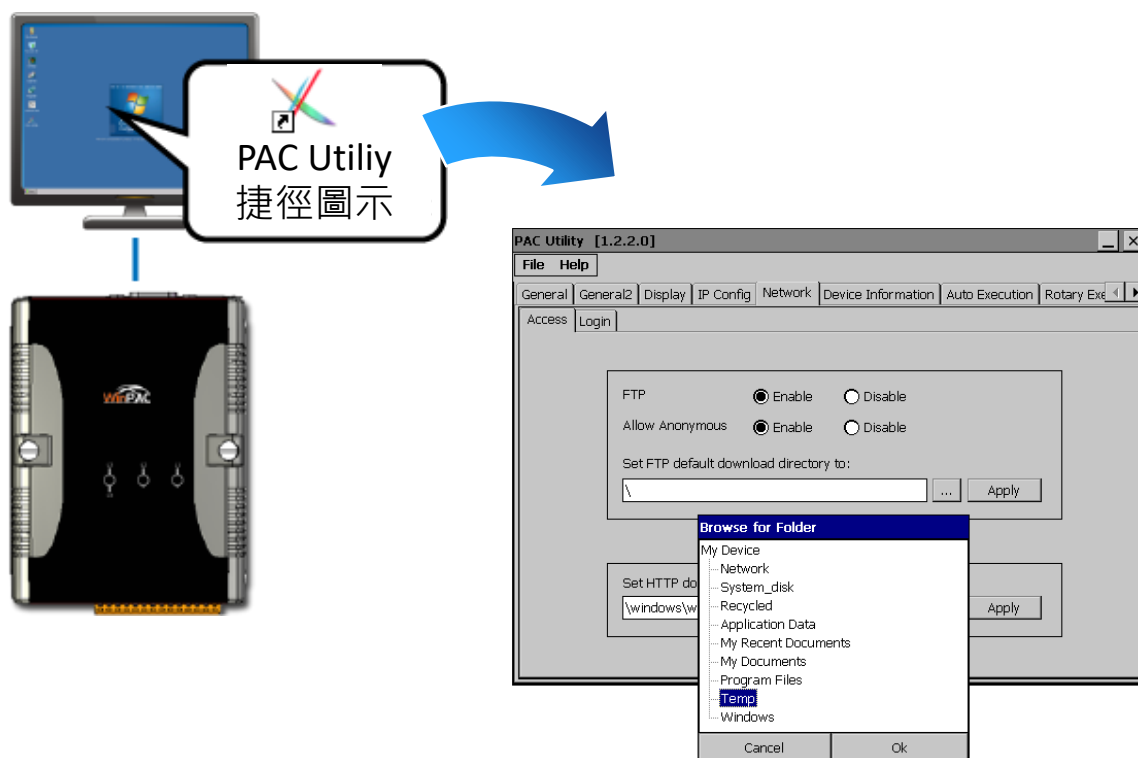 PAC Utiliy
捷徑圖示
WinPAC
PAC Utility [1.2.2.0]
File Help
General General2 Display IP Config Network Device Information Auto Execution Rotary Exe
Access Login
FTP Enable Disable
Allow Anonymous Enable Disable
Set FTP default download directory to:
\ ... Apply
Browse for Folder
My Device
Network
System_disk
Recycled
Application Data
My Recent Documents
My Documents
Program Files
Temp
Windows
Cancel Ok
Set HTTP do
\windows\w Apply